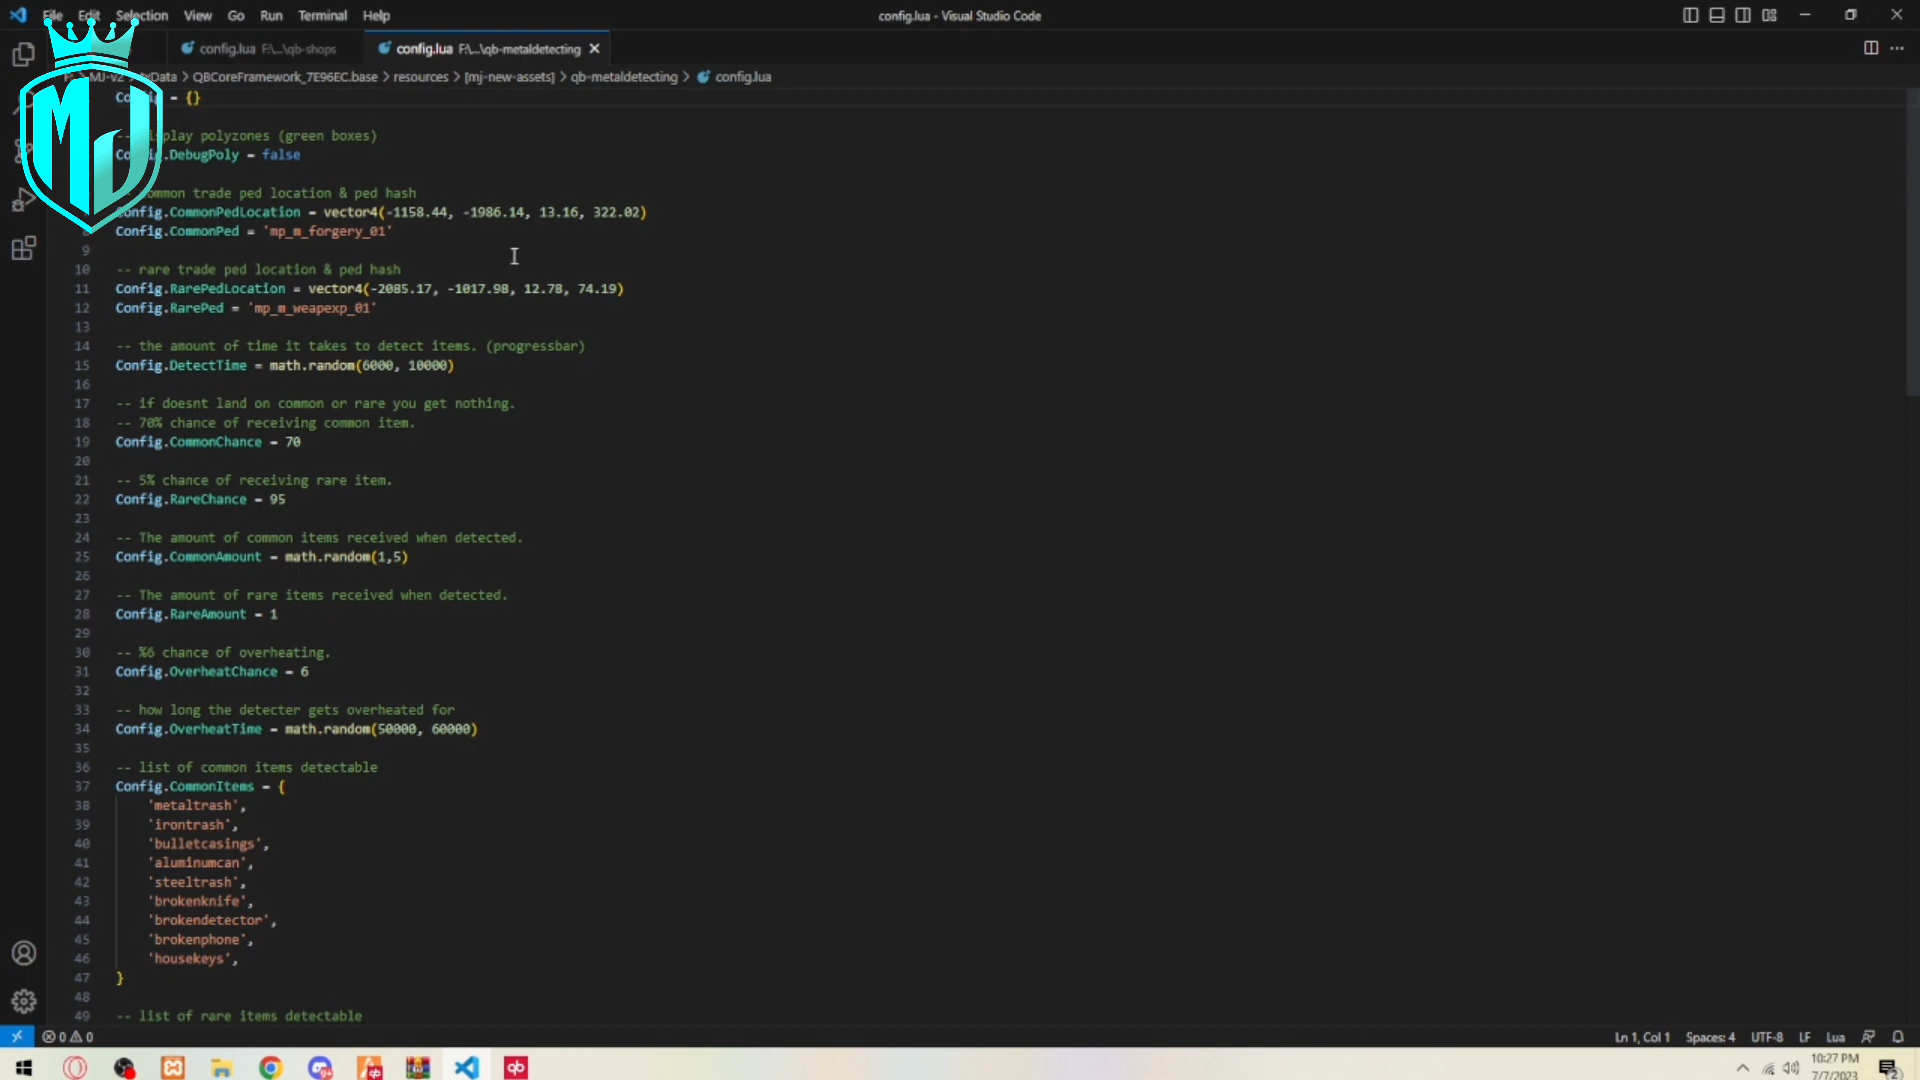 File Edit Selection View Go Run Terminal Help
config.lua - Visual Studio Code
config.lua F:\...\qb-shops
config.lua F:\...\qb-metaldetecting
> QBCoreFramework_7E96EC.base > resources > [mj-new-assets] > qb-metaldetecting > config.lua
MJ
= {}
polyzones (green boxes)
.DebugPoly = false
trade ped location & ped hash
Config.CommonPedLocation = vector4(-1158.44, -1986.14, 13.16, 322.02)
Config.CommonPed = 'mp_m_forgery_01'
9
10 -- rare trade ped location & ped hash
11 Config.RarePedLocation = vector4(-2085.17, -1017.98, 12.78, 74.19)
12 Config.RarePed = 'mp_m_weapexp_01'
13
14 -- the amount of time it takes to detect items. (progressbar)
15 Config.DetectTime = math.random(6000, 10000)
16
17 -- if doesnt land on common or rare you get nothing.
18 -- 70% chance of receiving common item.
19 Config.CommonChance = 70
20
21 -- 5% chance of receiving rare item.
22 Config.RareChance = 95
23
24 -- The amount of common items received when detected.
25 Config.CommonAmount = math.random(1,5)
26
27 -- The amount of rare items received when detected.
28 Config.RareAmount = 1
29
30 -- %6 chance of overheating.
31 Config.OverheatChance = 6
32
33 -- how long the detecter gets overheated for
34 Config.OverheatTime = math.random(50000, 60000)
35
36 -- list of common items detectable
37 Config.CommonItems = {
38 'metaltrash',
39 'irontrash',
40 'bulletcasings',
41 'aluminumcan',
42 'steeltrash',
43 'brokenknife',
44 'brokendetector',
45 'brokenphone',
46 'housekeys',
47 }
48
49 -- list of rare items detectable
0 0
Ln 1, Col 1 Spaces: 4 UTF-8 LF Lua
10:27 PM
7/7/2023